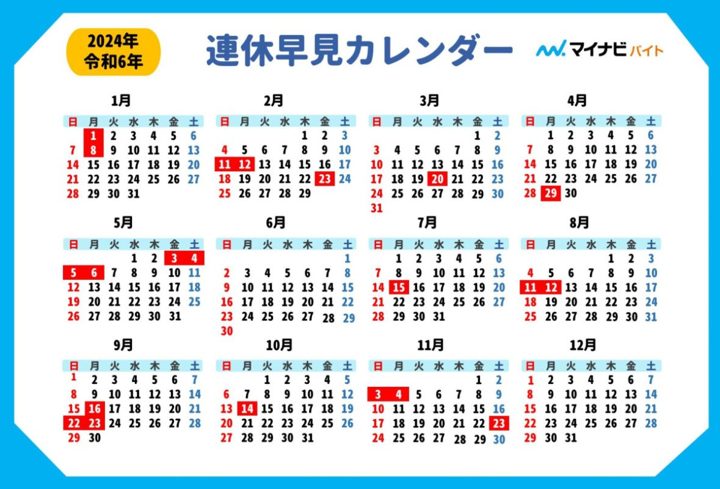 2024年
令和6年
連休早見カレンダー
マイナビバイト
1月 2月 3月 4月
日 月 火 水 木 金 土 日 月 火 水 木 金 土 日 月 火 水 木 金 土 日 月 火 水 木 金 土
1 2 3 4 5 6 1 2 3 1 2 1 2 3 4 5 6
7 8 9 10 11 12 13 4 5 6 7 8 9 10 3 4 5 6 7 8 9 7 8 9 10 11 12 13
14 15 16 17 18 19 20 11 12 13 14 15 16 17 10 11 12 13 14 15 16 14 15 16 17 18 19 20
21 22 23 24 25 26 27 18 19 20 21 22 23 24 17 18 19 20 21 22 23 21 22 23 24 25 26 27
28 29 30 31 25 26 27 28 29 24 25 26 27 28 29 30 28 29 30
31
5月 6月 7月 8月
日 月 火 水 木 金 土 日 月 火 水 木 金 土 日 月 火 水 木 金 土 日 月 火 水 木 金 土
1 2 3 4 1 1 2 3 4 5 6 1 2 3
5 6 7 8 9 10 11 2 3 4 5 6 7 8 7 8 9 10 11 12 13 4 5 6 7 8 9 10
12 13 14 15 16 17 18 9 10 11 12 13 14 15 14 15 16 17 18 19 20 11 12 13 14 15 16 17
19 20 21 22 23 24 25 16 17 18 19 20 21 22 21 22 23 24 25 26 27 18 19 20 21 22 23 24
26 27 28 29 30 31 23 24 25 26 27 28 29 28 29 30 31 25 26 27 28 29 30 31
30
9月 10月 11月 12月
日 月 火 水 木 金 土 日 月 火 水 木 金 土 日 月 火 水 木 金 土 日 月 火 水 木 金 土
1 2 3 4 5 6 7 1 2 3 4 5 1 2 1 2 3 4 5 6 7
8 9 10 11 12 13 14 6 7 8 9 10 11 12 3 4 5 6 7 8 9 8 9 10 11 12 13 14
15 16 17 18 19 20 21 13 14 15 16 17 18 19 10 11 12 13 14 15 16 15 16 17 18 19 20 21
22 23 24 25 26 27 28 20 21 22 23 24 25 26 17 18 19 20 21 22 23 22 23 24 25 26 27 28
29 30 27 28 29 30 31 24 25 26 27 28 29 30 29 30 31